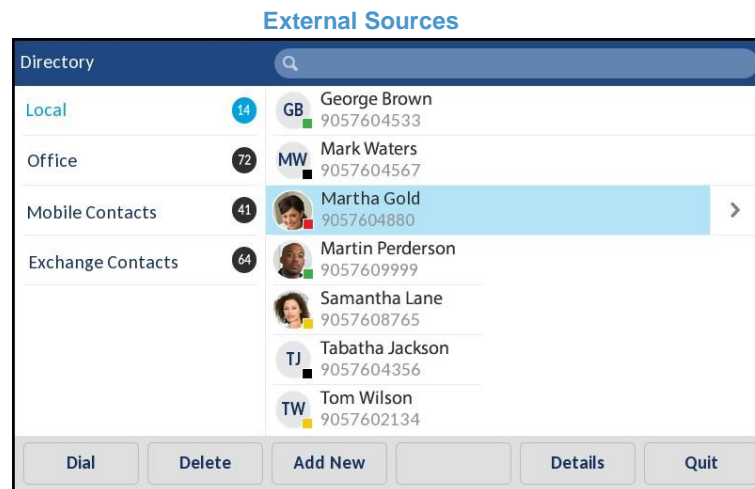 External Sources
Directory
Local 14
Office 72
Mobile Contacts 41
Exchange Contacts 64
GB George Brown
9057604533
MW Mark Waters
9057604567
Martha Gold
9057604880
Martin Perderson
9057609999
Samantha Lane
9057608765
TJ Tabatha Jackson
9057604356
TW Tom Wilson
9057602134
Dial Delete Add New Details Quit